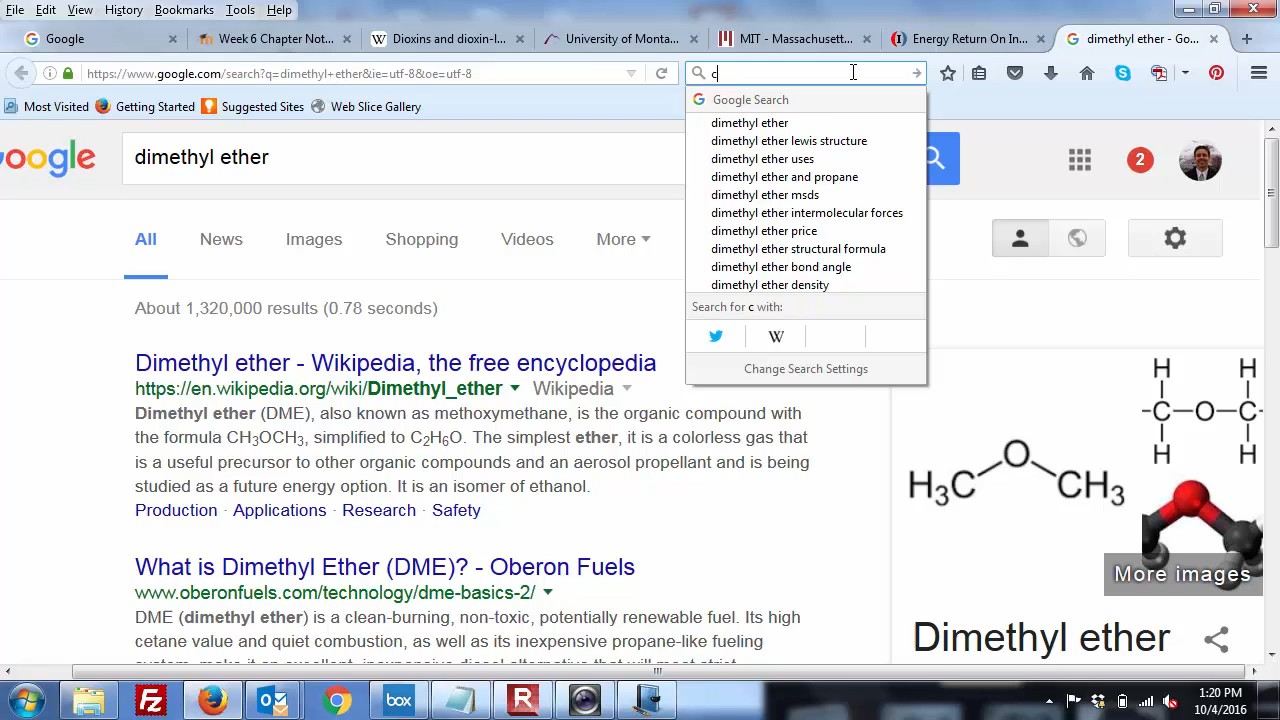 File Edit View History Bookmarks Tools Help
Google
Week 6 Chapter Not...
Dioxins and dioxin-l...
University of Monta...
MIT - Massachusett...
Energy Return On In...
dimethyl ether - Go...
https://www.google.com/search?q=dimethyl+ether&ie=utf-8&oe=utf-8
c
Most Visited Getting Started Suggested Sites Web Slice Gallery
Google Search
dimethyl ether
dimethyl ether lewis structure
dimethyl ether uses
dimethyl ether and propane
dimethyl ether msds
dimethyl ether intermolecular forces
dimethyl ether price
dimethyl ether structural formula
dimethyl ether bond angle
dimethyl ether density
Search for c with:
W
Change Search Settings
oogle
dimethyl ether
2
All News Images Shopping Videos More
About 1,320,000 results (0.78 seconds)
Dimethyl ether - Wikipedia, the free encyclopedia
https://en.wikipedia.org/wiki/Dimethyl_ether Wikipedia
Dimethyl ether (DME), also known as methoxymethane, is the organic compound with
the formula CH₃OCH₃, simplified to C₂H₆O. The simplest ether, it is a colorless gas that
is a useful precursor to other organic compounds and an aerosol propellant and is being
studied as a future energy option. It is an isomer of ethanol.
Production · Applications · Research · Safety
What is Dimethyl Ether (DME)? - Oberon Fuels
www.oberonfuels.com/technology/dme-basics-2/
DME (dimethyl ether) is a clean-burning, non-toxic, potentially renewable fuel. Its high
cetane value and quiet combustion, as well as its inexpensive propane-like fueling
H H
C O C
H H
O
H₃C CH₃
More images
Dimethyl ether
box
1:20 PM
10/4/2016